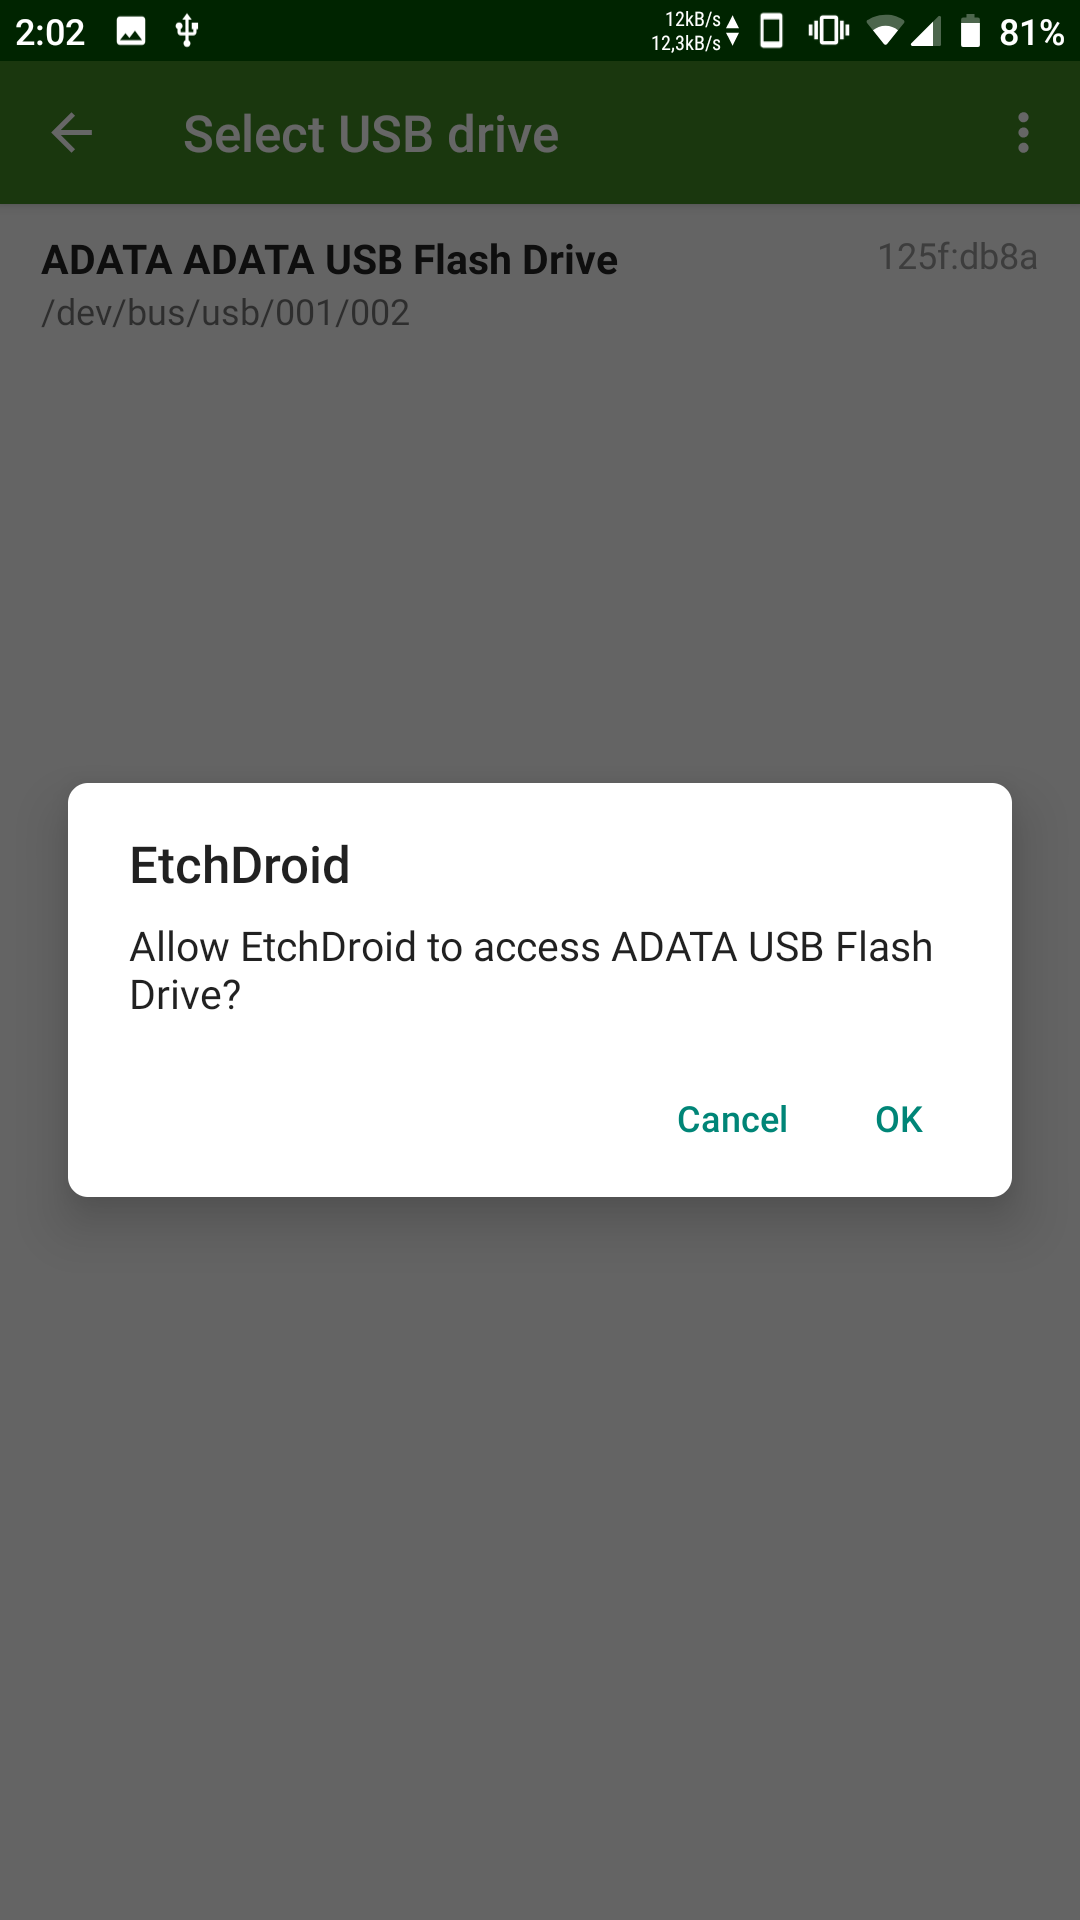 2:02
12kB/s
12,3kB/s
81%
Select USB drive
ADATA ADATA USB Flash Drive
125f:db8a
/dev/bus/usb/001/002
EtchDroid
Allow EtchDroid to access ADATA USB Flash
Drive?
Cancel
OK